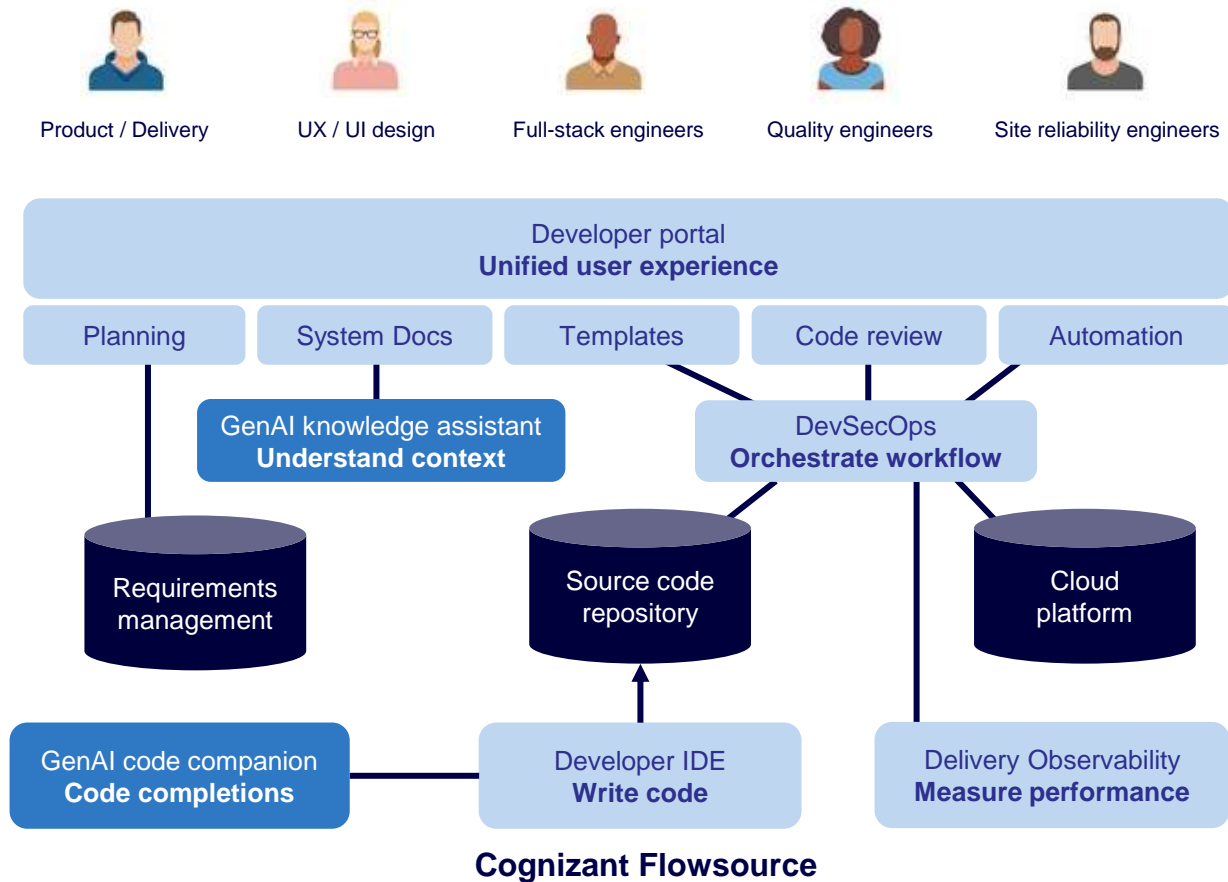 Product / Delivery
UX / UI design
Full-stack engineers
Quality engineers
Site reliability engineers
Developer portal
Unified user experience
Planning
System Docs
Templates
Code review
Automation
GenAI knowledge assistant
Understand context
DevSecOps
Orchestrate workflow
Requirements
management
Source code
repository
Cloud
platform
GenAI code companion
Code completions
Developer IDE
Write code
Delivery Observability
Measure performance
Cognizant Flowsource